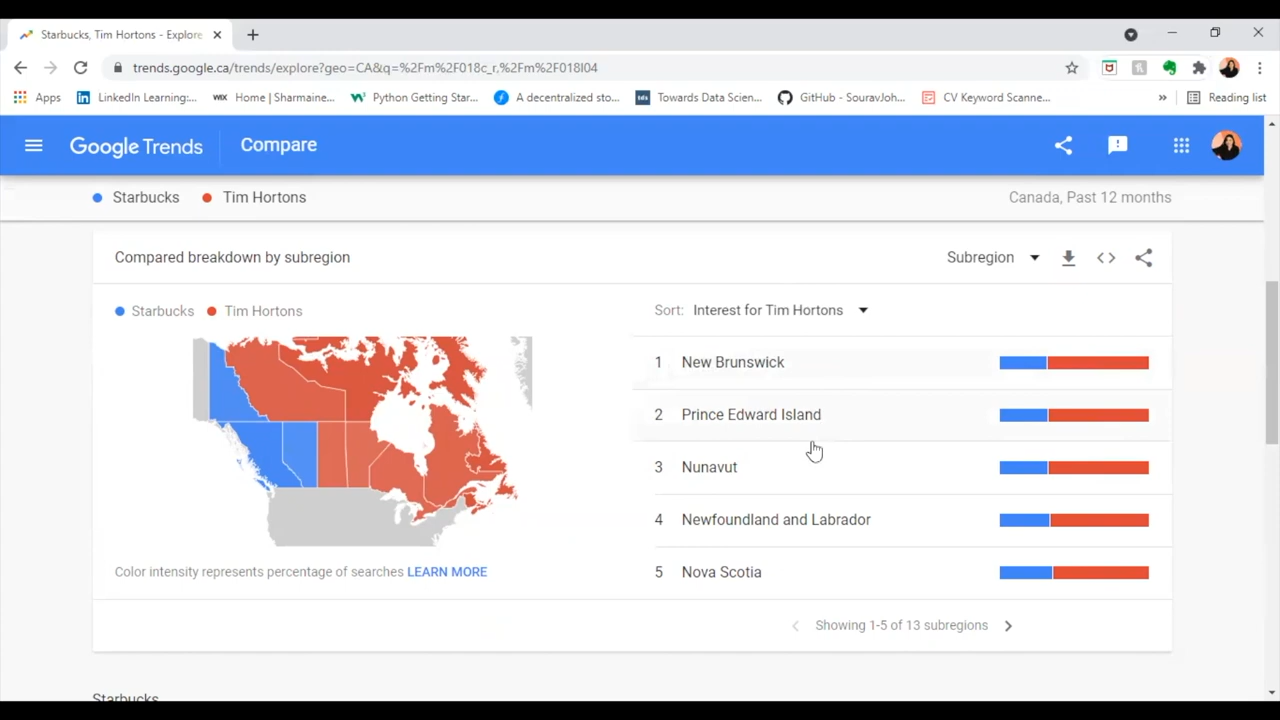 Starbucks, Tim Hortons - Explore
trends.google.ca/trends/explore?geo=CA&q=%2Fm%2F018c_r,%2Fm%2F018l04
Apps LinkedIn Learning:... WIX Home | Sharmaine... Python Getting Star... A decentralized sto... tds Towards Data Scien... GitHub - SouravJoh... CV Keyword Scanne... » Reading list
Google Trends Compare
Starbucks Tim Hortons Canada, Past 12 months
Compared breakdown by subregion Subregion
Starbucks Tim Hortons Sort: Interest for Tim Hortons
1 New Brunswick
2 Prince Edward Island
3 Nunavut
4 Newfoundland and Labrador
5 Nova Scotia
Color intensity represents percentage of searches LEARN MORE
Showing 1-5 of 13 subregions
Starbucks